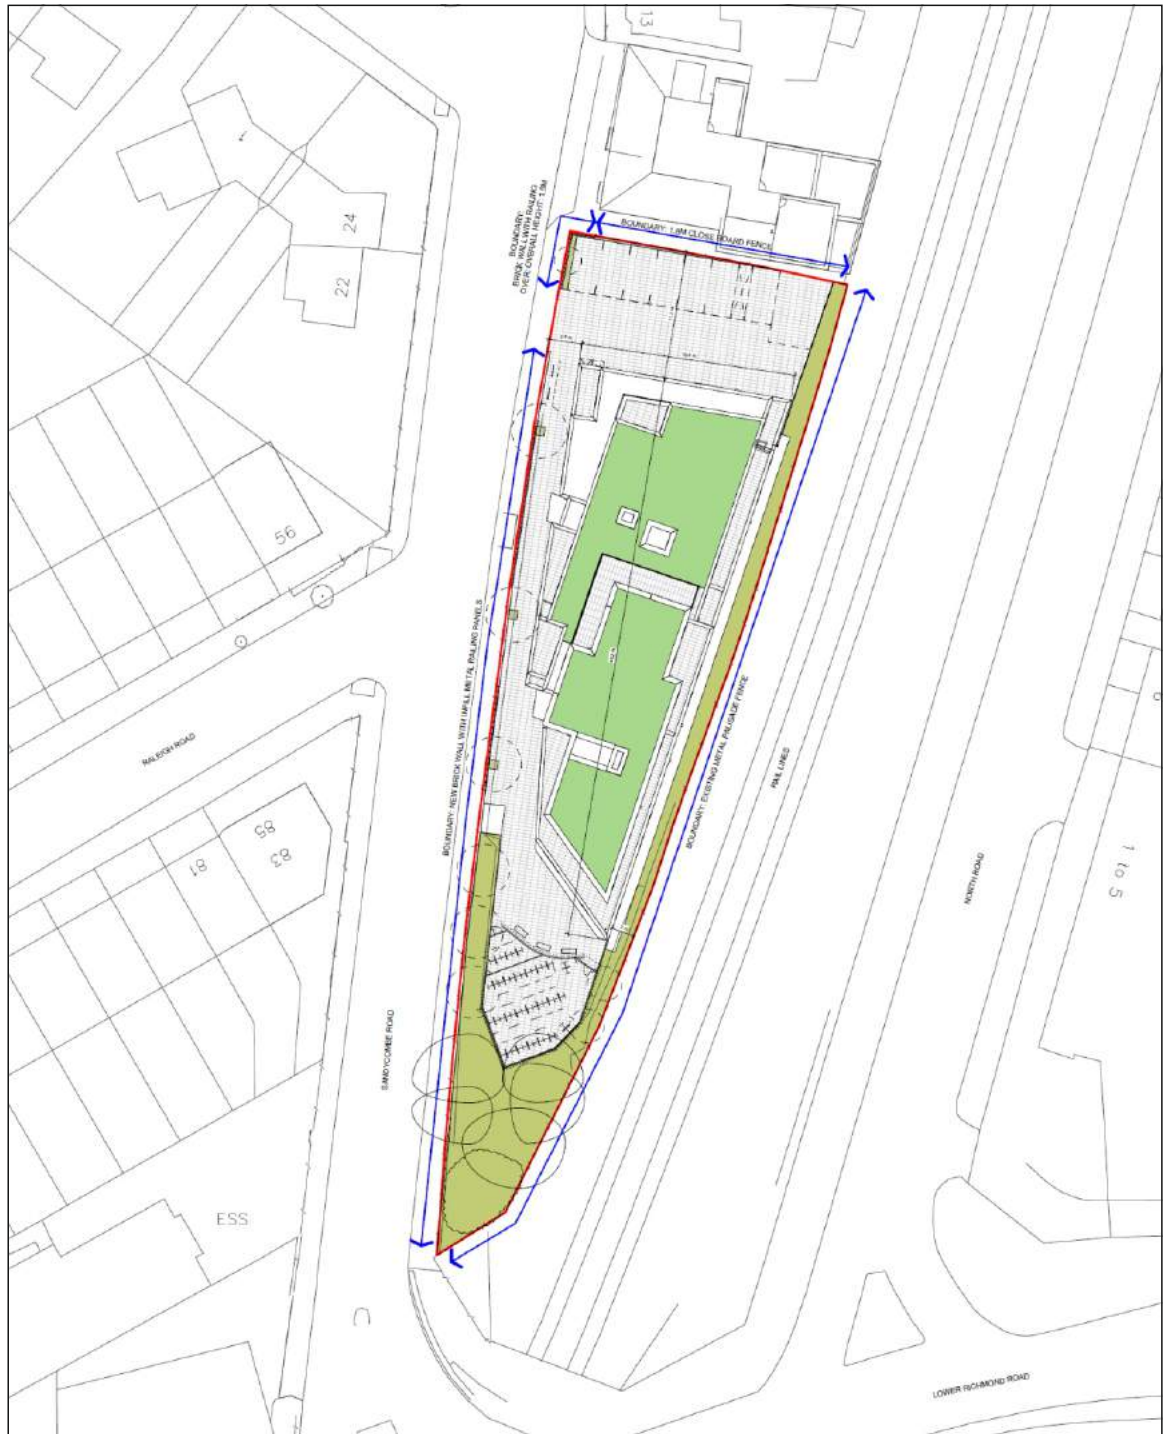 13
7
24
22
BOUNDARY:
BRICK WALL WITH RAILING
OVER. OVERALL HEIGHT: 1.8M
BOUNDARY: 1.8M CLOSE BOARD FENCE
56
BOUNDARY: NEW BRICK WALL WITH INFILL METAL RAILING PANELS
BOUNDARY: EXISTING METAL PALISADE FENCE
RALEIGH ROAD
RAIL LINES
85
83
81
NORTH ROAD
1 to 5
SANDYCOMBE ROAD
ESS
LOWER RICHMOND ROAD